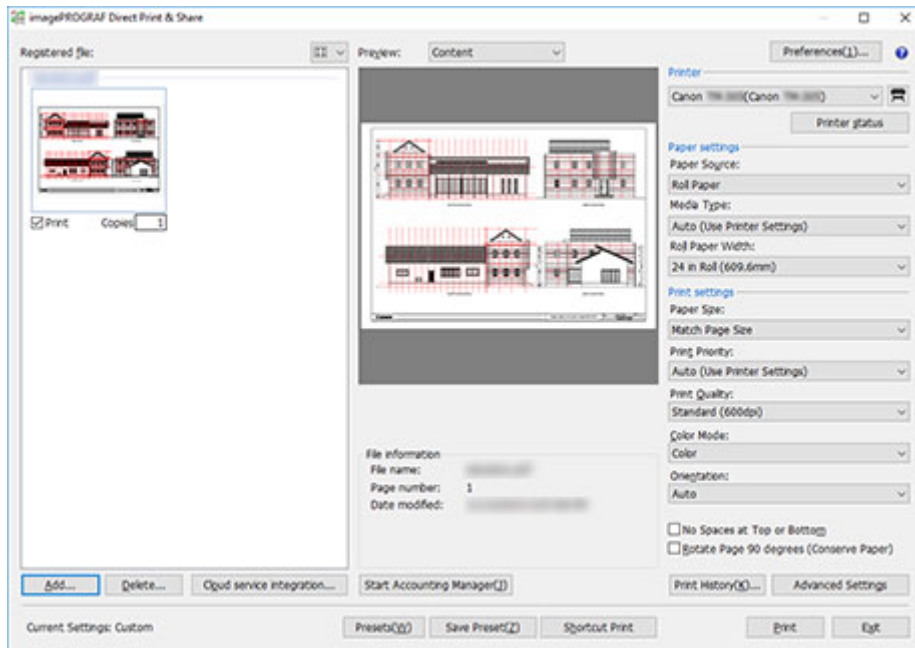 imagePROGRAF Direct Print & Share
Registered file:
Preview: Content
Preferences(1)...
Printer
Canon (Canon )
Printer status
Paper settings
Paper Source:
Roll Paper
Media Type:
Auto (Use Printer Settings)
Roll Paper Width:
24 in Roll (609.6mm)
Print settings
Paper Size:
Match Page Size
Print Priority:
Auto (Use Printer Settings)
Print Quality:
Standard (600dpi)
Color Mode:
Color
Orientation:
Auto
No Spaces at Top or Bottom
Rotate Page 90 degrees (Conserve Paper)
Print Copies 1
File information
File name:
Page number: 1
Date modified:
Add... Delete... Cloud service integration... Start Accounting Manager(J) Print History(K)... Advanced Settings
Current Settings: Custom Presets(W) Save Preset(Z) Shortcut Print Print Exit